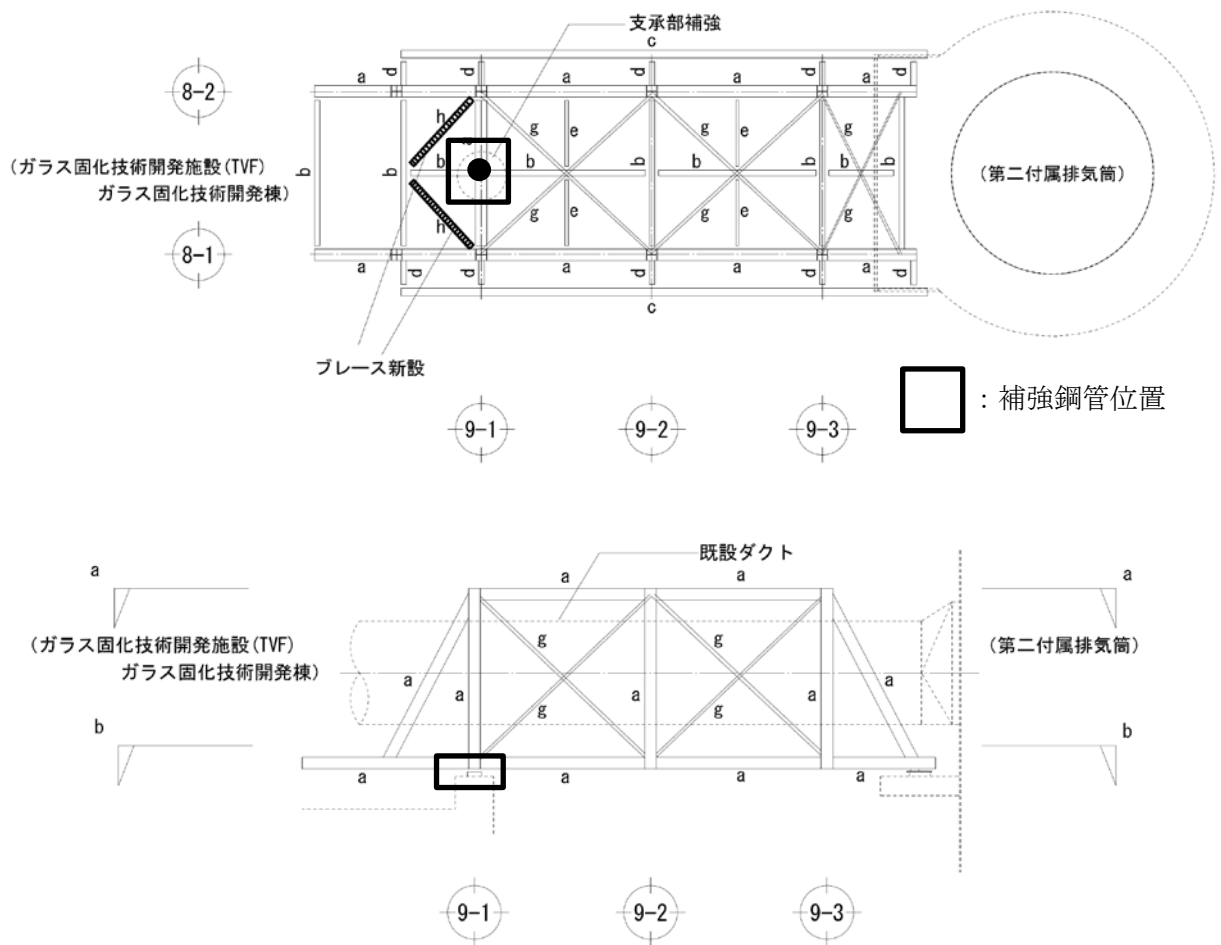 支承部補強
c
a
d
d
a
d
a
d
a
d
8-2
h
g
e
g
e
g
(ガラス固化技術開発施設(TVF)
ガラス固化技術開発棟)
b
b
b
b
b
b
b
b
b
(第二付属排気筒)
h
g
e
g
e
g
8-1
a
d
d
a
d
a
d
a
d
c
ブレース新設
:補強鋼管位置
9-1
9-2
9-3
既設ダクト
a
a
a
a
(ガラス固化技術開発施設(TVF)
ガラス固化技術開発棟)
g
g
(第二付属排気筒)
a
a
a
a
a
g
g
b
b
a
a
a
a
9-1
9-2
9-3